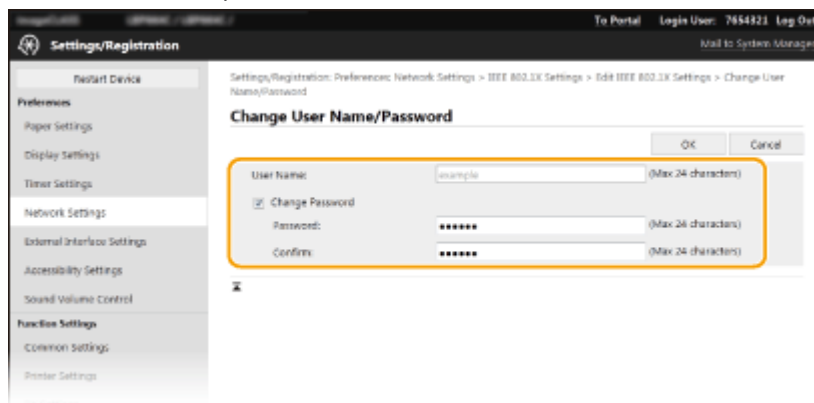 To Portal Login User: 7654321 Log Out
Settings/Registration
Mail to System Manager
Restart Device
Preferences
Paper Settings
Display Settings
Timer Settings
Network Settings
External Interface Settings
Accessibility Settings
Sound Volume Control
Function Settings
Common Settings
Printer Settings
Settings/Registration: Preferences: Network Settings > IEEE 802.1X Settings > Edit IEEE 802.1X Settings > Change User
Name/Password
Change User Name/Password
OK Cancel
User Name: example (Max 24 characters)
Change Password
Password: •••••• (Max 24 characters)
Confirm: •••••• (Max 24 characters)